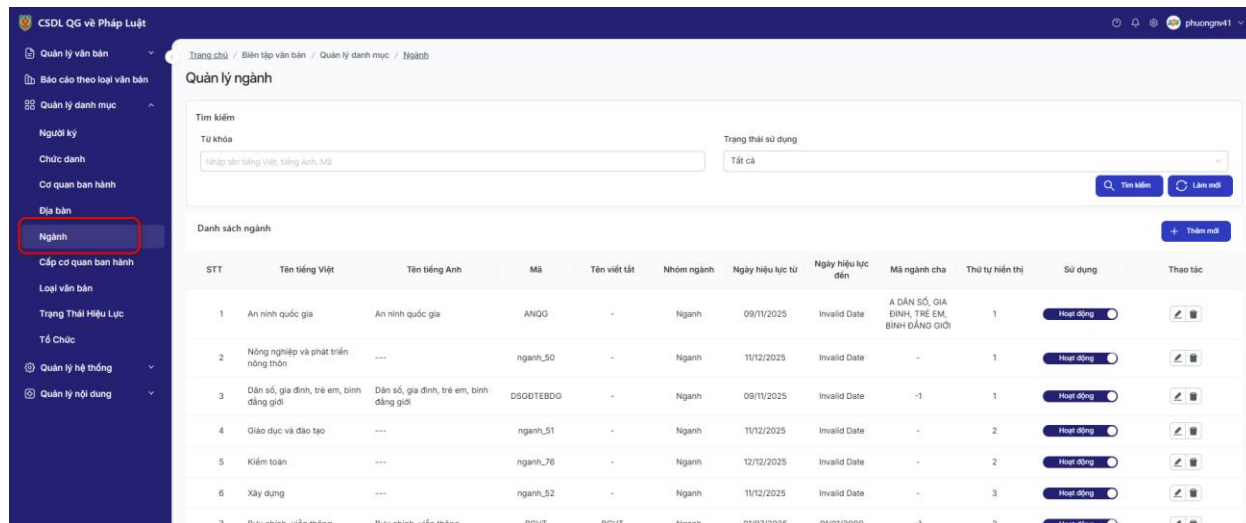 CSDL QG về Pháp Luật
phuongnv41
Quản lý văn bản
Báo cáo theo loại văn bản
Quản lý danh mục
Người ký
Chức danh
Cơ quan ban hành
Địa bàn
Ngành
Cấp cơ quan ban hành
Loại văn bản
Trạng Thái Hiệu Lực
Tổ Chức
Quản lý hệ thống
Quản lý nội dung
Trang chủ / Biên tập văn bản / Quản lý danh mục / Ngành
Quản lý ngành
Tìm kiếm
Từ khóa
Trạng thái sử dụng
Nhập tên tiếng Việt, tiếng Anh, Mã
Tất cả
Tìm kiếm
Làm mới
Danh sách ngành
+ Thêm mới
STT Tên tiếng Việt Tên tiếng Anh Mã Tên viết tắt Nhóm ngành Ngày hiệu lực từ Ngày hiệu lực đến Mã ngành cha Thứ tự hiển thị Sử dụng Thao tác
1 An ninh quốc gia An ninh quốc gia ANQG - Nganh 09/11/2025 Invalid Date A DÂN SỐ, GIA ĐÌNH, TRẺ EM, BÌNH ĐẲNG GIỚI 1 Hoạt động
2 Nông nghiệp và phát triển nông thôn --- nganh_50 - Nganh 11/12/2025 Invalid Date - 1 Hoạt động
3 Dân số, gia đình, trẻ em, bình đẳng giới Dân số, gia đình, trẻ em, bình đẳng giới DSGĐTEBDG - Nganh 09/11/2025 Invalid Date -1 1 Hoạt động
4 Giáo dục và đào tạo --- nganh_51 - Nganh 11/12/2025 Invalid Date - 2 Hoạt động
5 Kiểm toán --- nganh_76 - Nganh 12/12/2025 Invalid Date - 2 Hoạt động
6 Xây dựng --- nganh_52 - Nganh 11/12/2025 Invalid Date - 3 Hoạt động